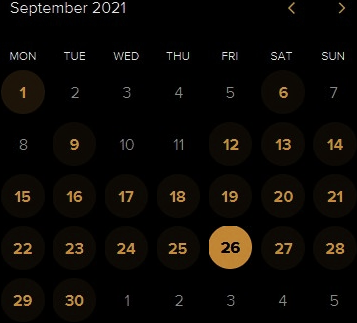 September 2021
MON TUE WED THU FRI SAT SUN
1 2 3 4 5 6 7
8 9 10 11 12 13 14
15 16 17 18 19 20 21
22 23 24 25 26 27 28
29 30 1 2 3 4 5